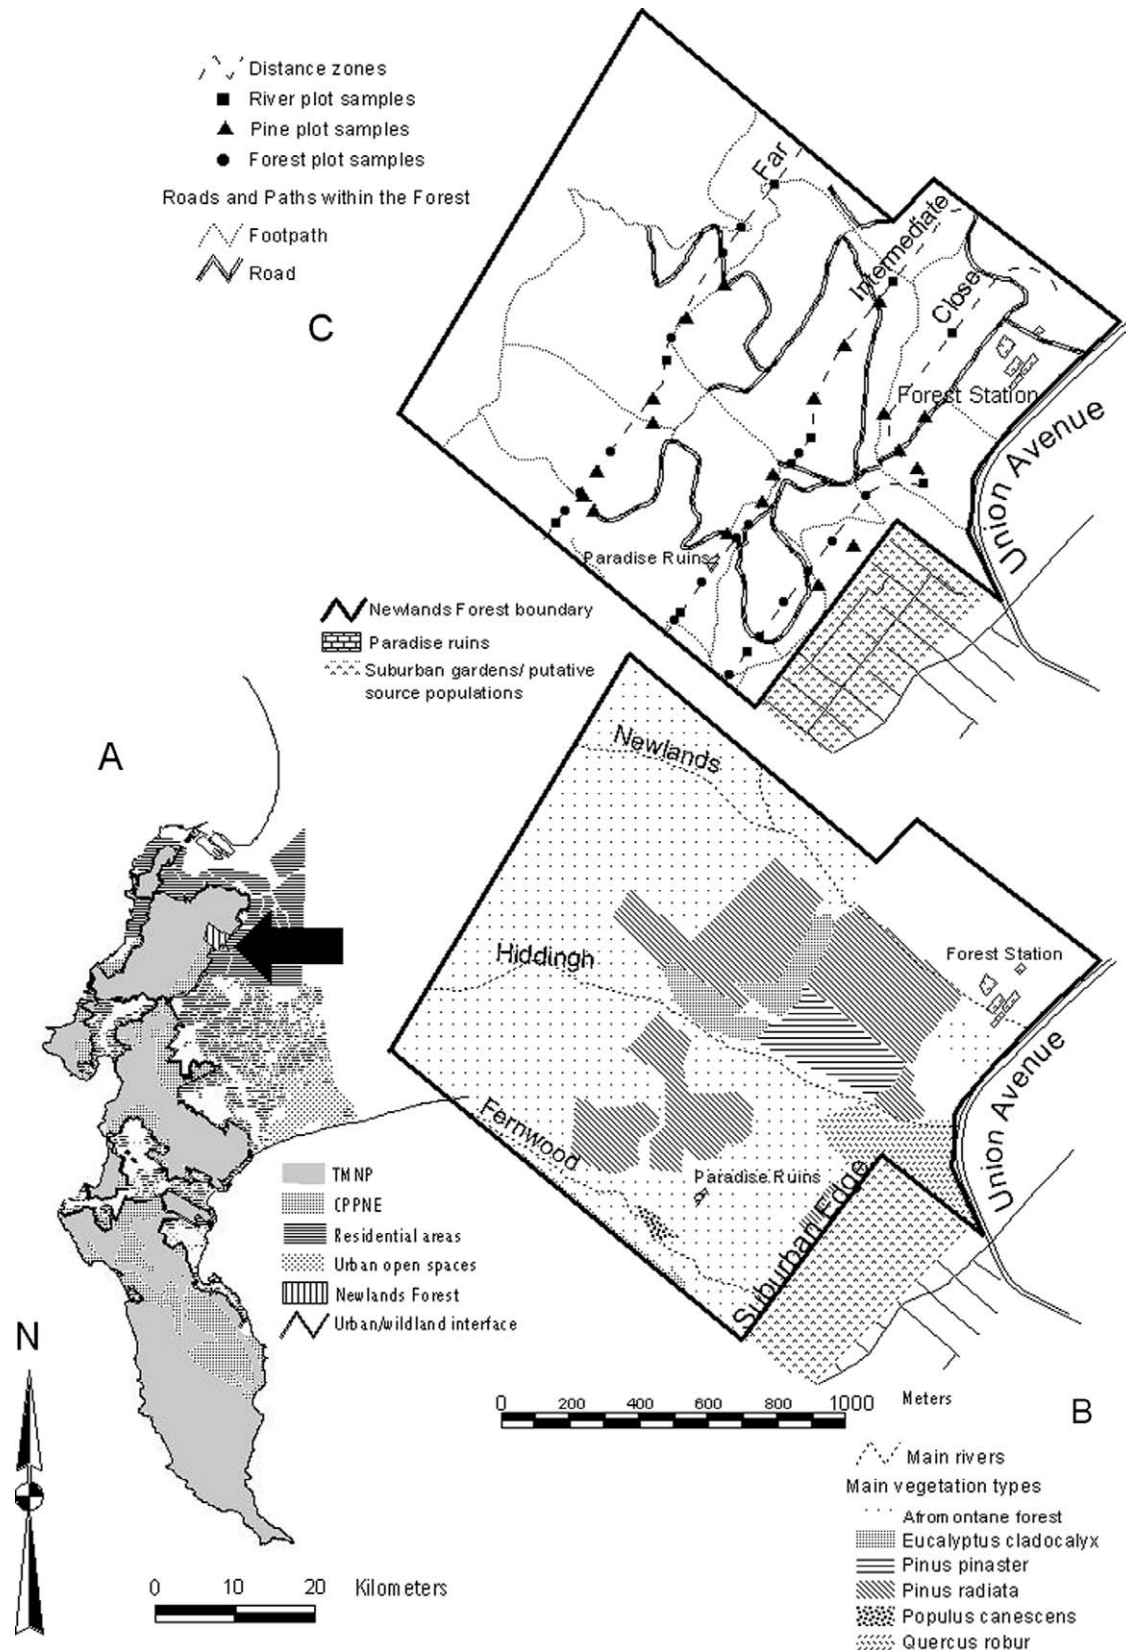 Distance zones
River plot samples
Pine plot samples
Forest plot samples
Roads and Paths within the Forest
Footpath
Road
C
Far
Intermediate
Close
Forest Station
Union Avenue
Paradise Ruins
Newlands Forest boundary
Paradise ruins
Suburban gardens/ putative
source populations
A
Newlands
Hiddingh
Fernwood
Forest Station
Union Avenue
Paradise Ruins
Suburban Edge
TMNP
CPPNE
Residential areas
Urban open spaces
Newlands Forest
Urban/wildland interface
N
0 10 20 Kilometers
0 200 400 600 800 1000 Meters
B
Main rivers
Main vegetation types
Afromontane forest
Eucalyptus cladocalyx
Pinus pinaster
Pinus radiata
Populus canescens
Quercus robur